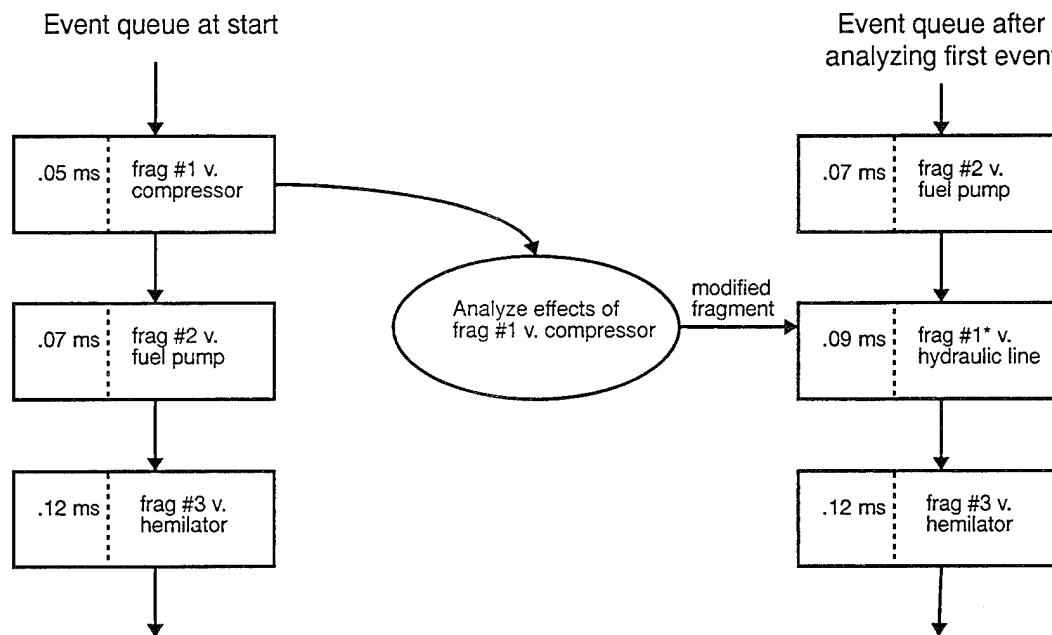 Event queue at start
.05 ms
frag #1 v.
compressor
.07 ms
frag #2 v.
fuel pump
.12 ms
frag #3 v.
hemilator
Analyze effects of
frag #1 v. compressor
modified
fragment
Event queue after
analyzing first event
.07 ms
frag #2 v.
fuel pump
.09 ms
frag #1* v.
hydraulic line
.12 ms
frag #3 v.
hemilator